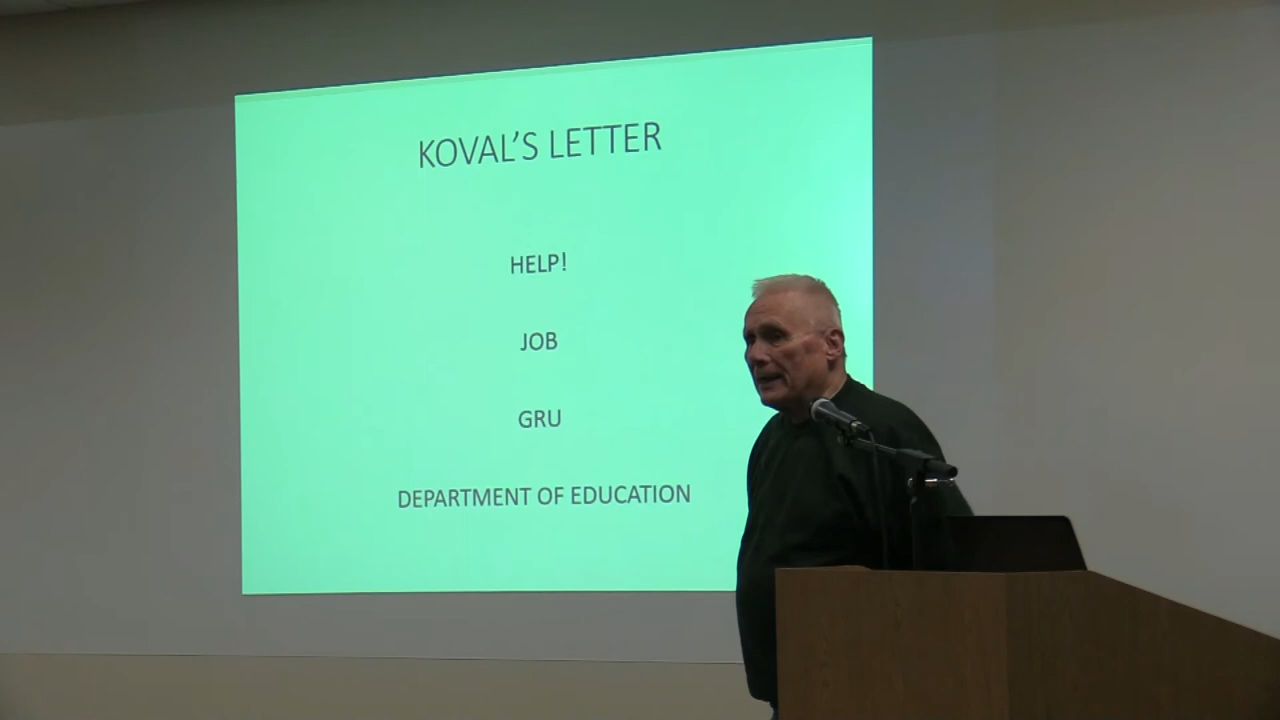 KOVAL'S LETTER
HELP!
JOB
GRU
DEPARTMENT OF EDUCATION